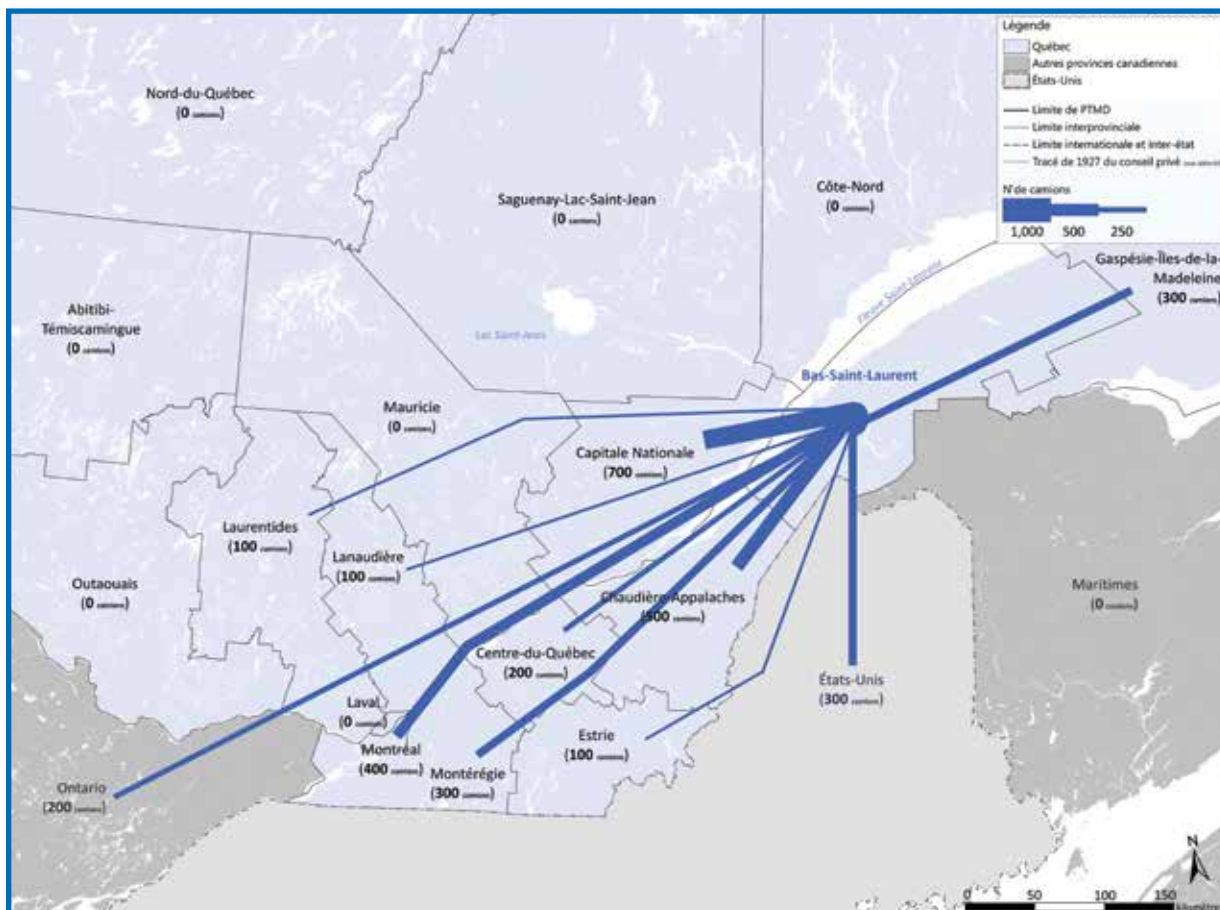 Légende
Québec
Autres provinces canadiennes
États-Unis
Limite de PTMD
Limite interprovinciale
Limite internationale et inter-état
Tracé de 1927 du conseil privé
N de camions
1,000 500 250
Nord-du-Québec
(0 camions)
Saguenay-Lac-Saint-Jean
(0 camions)
Côte-Nord
(0 camions)
Gaspésie-Îles-de-la-
Madeleine
(300 camions)
Abitibi-
Témiscamingue
(0 camions)
Lac Saint-Jean
Fleuve Saint-Laurent
Bas-Saint-Laurent
Mauricie
(0 camions)
Capitale Nationale
(700 camions)
Laurentides
(100 camions)
Lanaudière
(100 camions)
Outaouais
(0 camions)
Chaudière-Appalaches
(500 camions)
Maritimes
(0 camions)
Centre-du-Québec
(200 camions)
États-Unis
(300 camions)
Laval
(0 camions)
Montréal
(400 camions)
Montérégie
(300 camions)
Estrie
(100 camions)
Ontario
(200 camions)
N
0 50 100 150
kilomètre